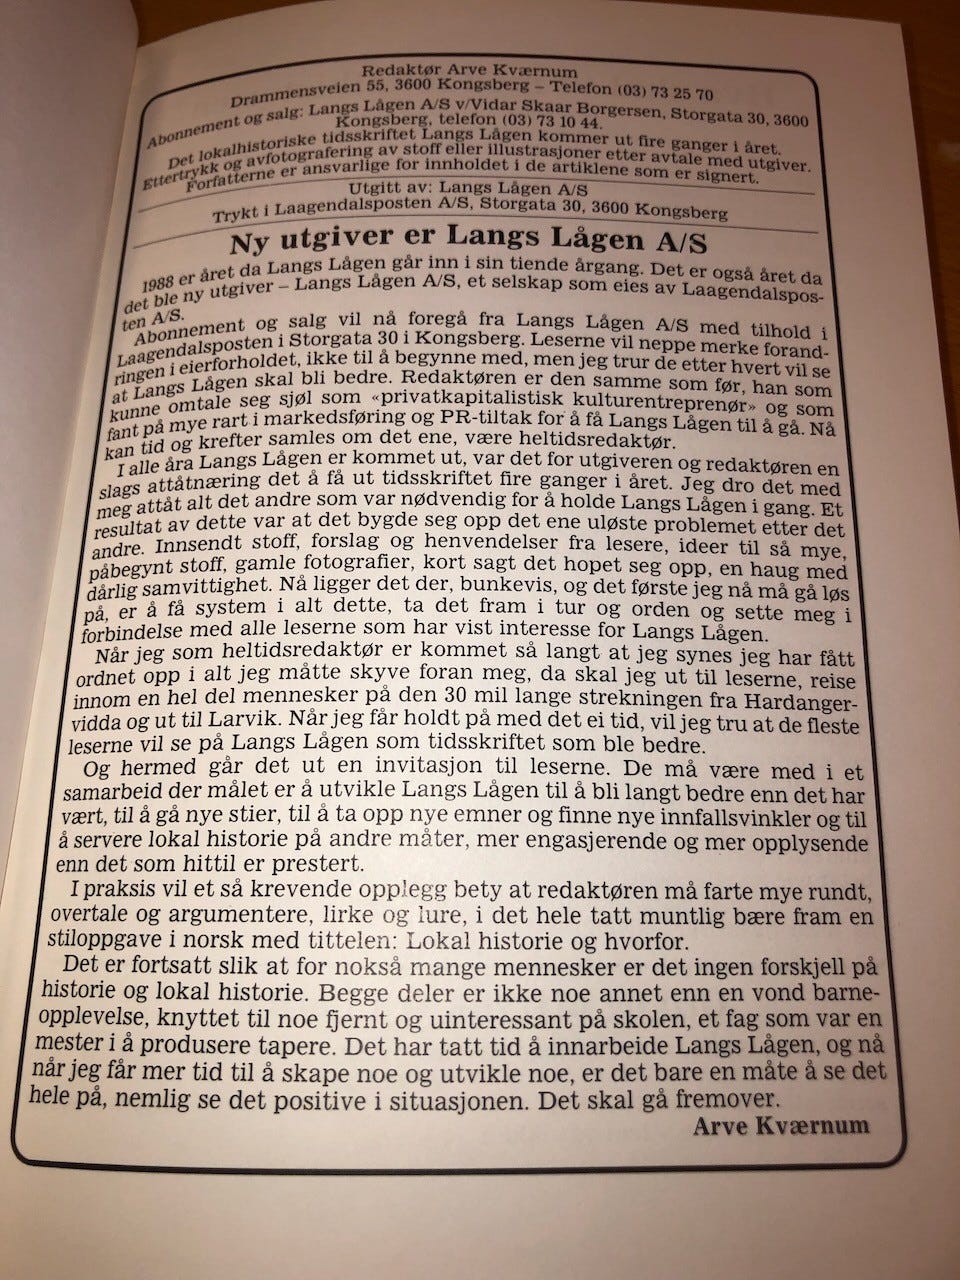 Redaktør Arve Kværnum
Drammensveien 55, 3600 Kongsberg – Telefon (03) 73 25 70
Abonnement og salg: Langs Lågen A/S v/Vidar Skaar Borgersen, Storgata 30, 3600
Kongsberg, telefon (03) 73 10 44.
Det lokalhistoriske tidsskriftet Langs Lågen kommer ut fire ganger i året.
Ettertrykk og avfotografering av stoff eller illustrasjoner etter avtale med utgiver.
Forfatterne er ansvarlige for innholdet i de artiklene som er signert.
Utgitt av: Langs Lågen A/S
Trykt i Laagendalsposten A/S, Storgata 30, 3600 Kongsberg
Ny utgiver er Langs Lågen A/S
1988 er året da Langs Lågen går inn i sin tiende årgang. Det er også året da
det ble ny utgiver – Langs Lågen A/S, et selskap som eies av Laagendalspos-
ten A/S.
Abonnement og salg vil nå foregå fra Langs Lågen A/S med tilhold i
Laagendalsposten i Storgata 30 i Kongsberg. Leserne vil neppe merke forand-
ringen i eierforholdet, ikke til å begynne med, men jeg trur de etter hvert vil se
at Langs Lågen skal bli bedre. Redaktøren er den samme som før, han som
kunne omtale seg sjøl som «privatkapitalistisk kulturentreprenør» og som
fant på mye rart i markedsføring og PR-tiltak for å få Langs Lågen til å gå. Nå
kan tid og krefter samles om det ene, være heltidsredaktør.
I alle åra Langs Lågen er kommet ut, var det for utgiveren og redaktøren en
slags attåtnæring det å få ut tidsskriftet fire ganger i året. Jeg dro det med
meg attåt alt det andre som var nødvendig for å holde Langs Lågen i gang. Et
resultat av dette var at det bygde seg opp det ene uløste problemet etter det
andre. Innsendt stoff, forslag og henvendelser fra lesere, ideer til så mye,
påbegynt stoff, gamle fotografier, kort sagt det hopet seg opp, en haug med
dårlig samvittighet. Nå ligger det der, bunkevis, og det første jeg nå må gå løs
på, er å få system i alt dette, ta det fram i tur og orden og sette meg i
forbindelse med alle leserne som har vist interesse for Langs Lågen.
Når jeg som heltidsredaktør er kommet så langt at jeg synes jeg har fått
ordnet opp i alt jeg måtte skyve foran meg, da skal jeg ut til leserne, reise
innom en hel del mennesker på den 30 mil lange strekningen fra Hardanger-
vidda og ut til Larvik. Når jeg får holdt på med det ei tid, vil jeg tru at de fleste
leserne vil se på Langs Lågen som tidsskriftet som ble bedre.
Og hermed går det ut en invitasjon til leserne. De må være med i et
samarbeid der målet er å utvikle Langs Lågen til å bli langt bedre enn det har
vært, til å gå nye stier, til å ta opp nye emner og finne nye innfallsvinkler og til
å servere lokal historie på andre måter, mer engasjerende og mer opplysende
enn det som hittil er prestert.
I praksis vil et så krevende opplegg bety at redaktøren må farte mye rundt,
overtale og argumentere, lirke og lure, i det hele tatt muntlig bære fram en
stiloppgave i norsk med tittelen: Lokal historie og hvorfor.
Det er fortsatt slik at for nokså mange mennesker er det ingen forskjell på
historie og lokal historie. Begge deler er ikke noe annet enn en vond barne-
opplevelse, knyttet til noe fjernt og uinteressant på skolen, et fag som var en
mester i å produsere tapere. Det har tatt tid å innarbeide Langs Lågen, og nå
når jeg får mer tid til å skape noe og utvikle noe, er det bare en måte å se det
hele på, nemlig se det positive i situasjonen. Det skal gå fremover.
Arve Kværnum